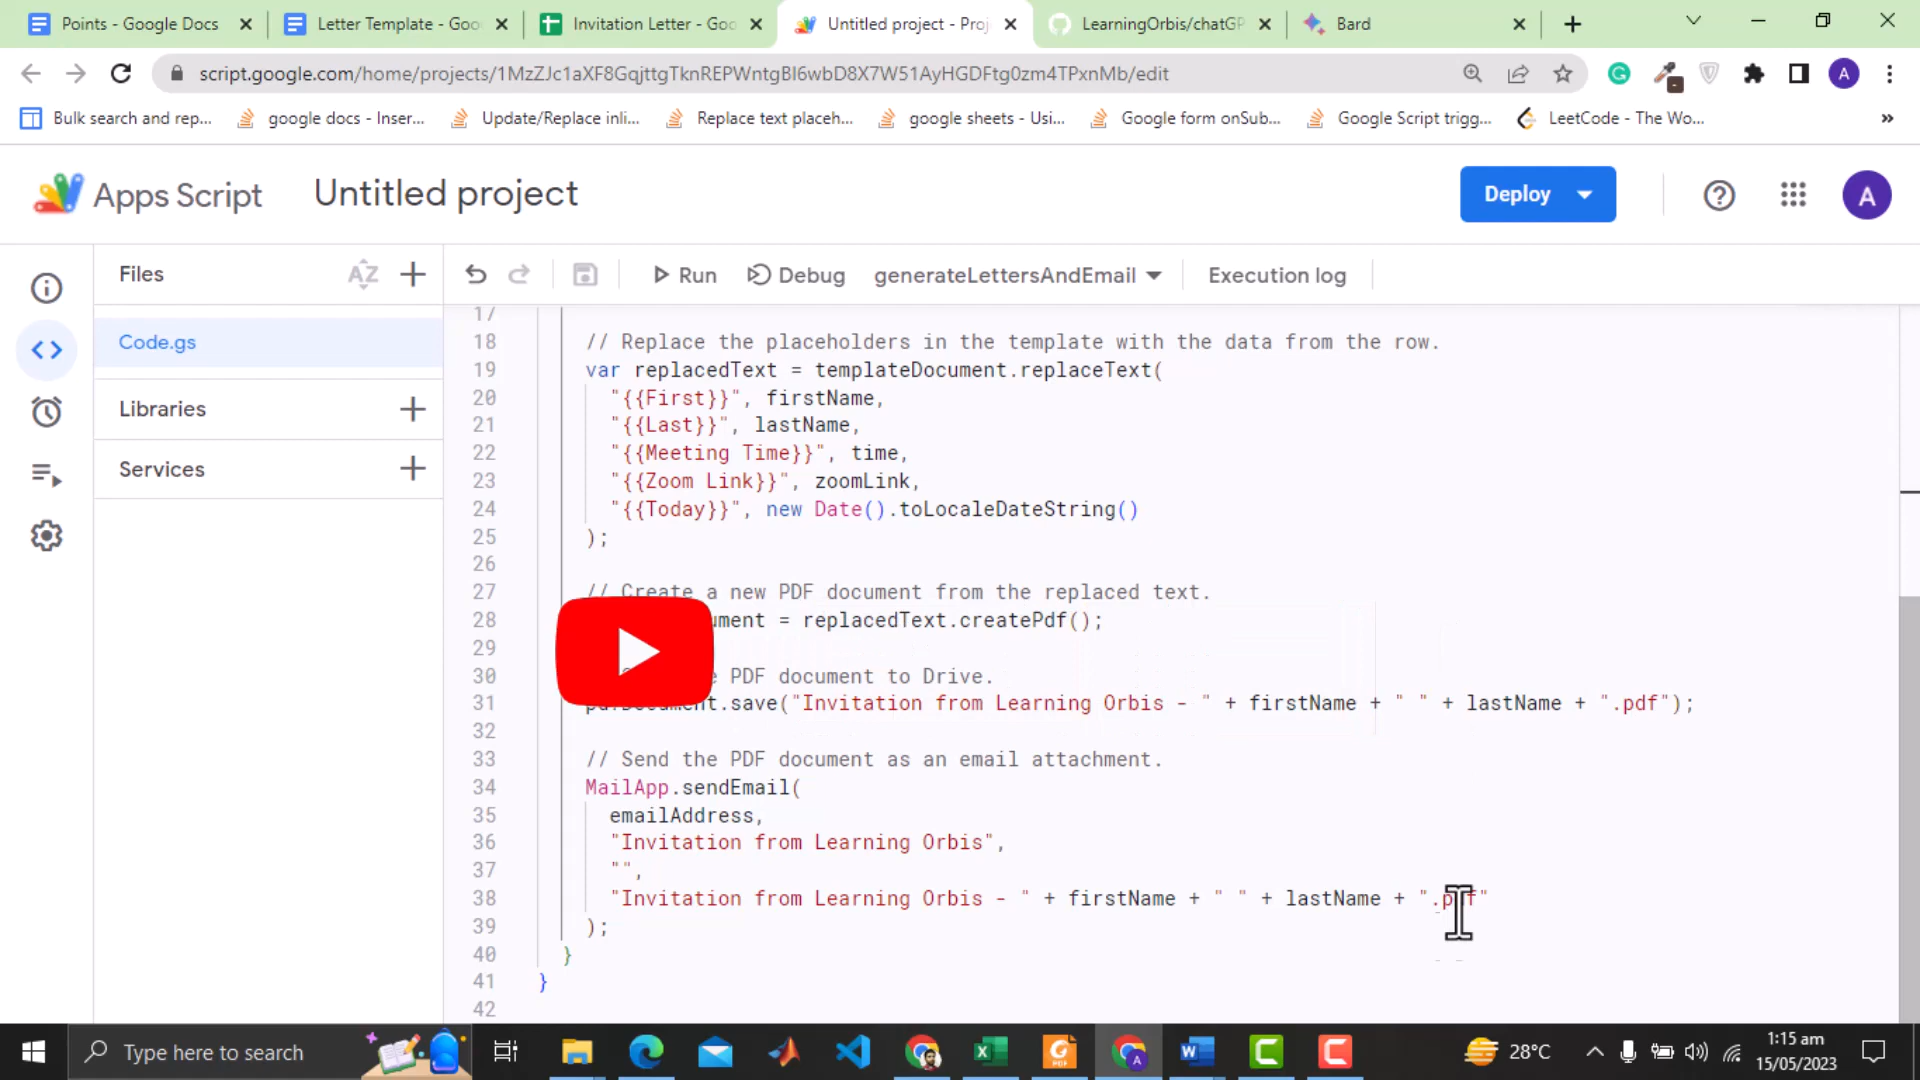 Points - Google Docs
Letter Template - Goo
Invitation Letter - Goo
Untitled project - Proj
LearningOrbis/chatGP
Bard
script.google.com/home/projects/1MzZJc1aXF8GqjttgTknREPWntgBI6wbD8X7W51AyHGDFtg0zm4TPxnMb/edit
A
Bulk search and rep...
google docs - Inser...
Update/Replace inli...
Replace text placeh...
google sheets - Usi...
Google form onSub...
Google Script trigg...
LeetCode - The Wo...
»
Apps Script
Untitled project
Deploy
A
Files
AZ
Run
Debug
generateLettersAndEmail
Execution log
Code.gs
Libraries
Services
17
18 // Replace the placeholders in the template with the data from the row.
19 var replacedText = templateDocument.replaceText(
20 "{{First}}", firstName,
21 "{{Last}}", lastName,
22 "{{Meeting Time}}", time,
23 "{{Zoom Link}}", zoomLink,
24 "{{Today}}", new Date().toLocaleDateString()
25 );
26
27 // Create a new PDF document from the replaced text.
28 ument = replacedText.createPdf();
29
30 PDF document to Drive.
31 pdfDocument.save("Invitation from Learning Orbis - " + firstName + " " + lastName + ".pdf");
32
33 // Send the PDF document as an email attachment.
34 MailApp.sendEmail(
35 emailAddress,
36 "Invitation from Learning Orbis",
37 "",
38 "Invitation from Learning Orbis - " + firstName + " " + lastName + ".pdf"
39 );
40 }
41 }
42
Type here to search
28°C
1:15 am
15/05/2023